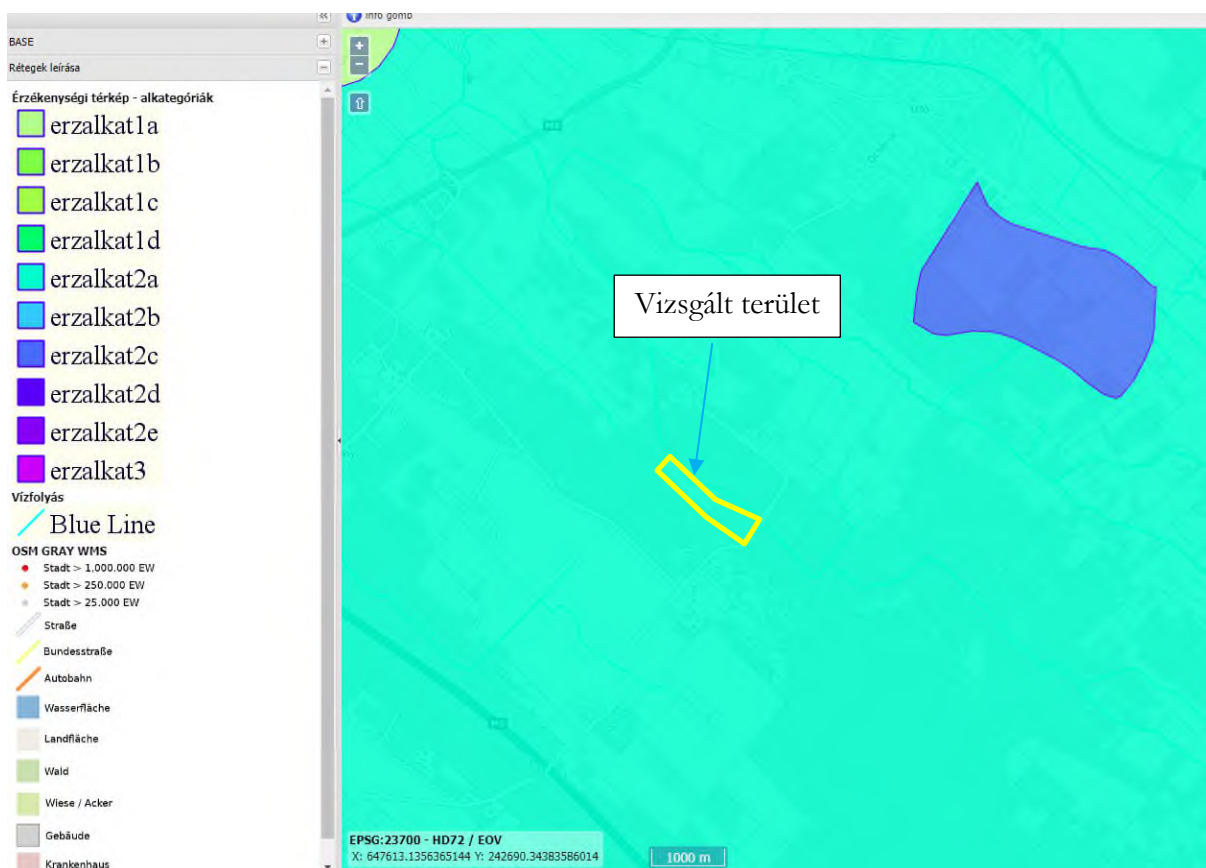 Info gomb
BASE
Rétegek leírása
Érzékenységi térkép - alkategóriák
erzalkat1a
erzalkat1b
erzalkat1c
erzalkat1d
erzalkat2a
erzalkat2b
erzalkat2c
erzalkat2d
erzalkat2e
erzalkat3
Vízfolyás
Blue Line
OSM GRAY WMS
Stadt > 1,000.000 EW
Stadt > 250.000 EW
Stadt > 25.000 EW
Straße
Bundesstraße
Autobahn
Wasserfläche
Landfläche
Wald
Wiese / Acker
Gebäude
Krankenhaus
Vizsgált terület
EPSG:23700 - HD72 / EOV
X: 647613.1356365144 Y: 242690.34383586014
1000 m